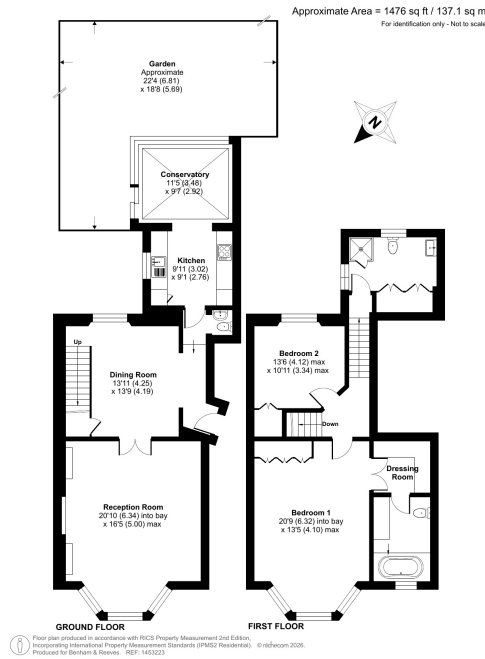 Approximate Area = 1476 sq ft / 137.1 sq m
For identification only - Not to scale
Garden
Approximate
22'4 (6.81)
x 18'8 (5.69)
N
Conservatory
11'5 (3.48)
x 9'7 (2.92)
Kitchen
9'11 (3.02)
x 9'1 (2.76)
Up
Dining Room
13'11 (4.25)
x 13'9 (4.19)
Reception Room
20'10 (6.34) into bay
x 16'5 (5.00) max
GROUND FLOOR
Bedroom 2
13'6 (4.12) max
x 10'11 (3.34) max
Down
Dressing
Room
Bedroom 1
20'9 (6.32) into bay
x 13'5 (4.10) max
FIRST FLOOR
Floor plan produced in accordance with RICS Property Measurement 2nd Edition,
Incorporating International Property Measurement Standards (IPMS2 Residential). © nichecom 2026.
Produced for Benham & Reeves. REF: 1453223